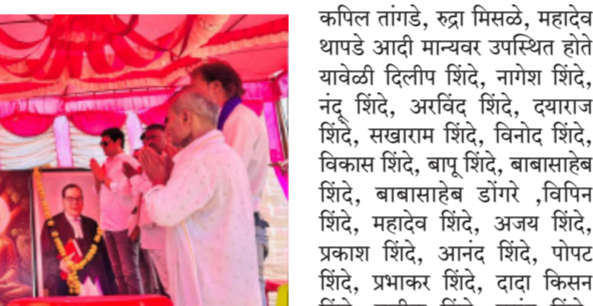 कपिल तांगडे, रुद्रा मिसळे, महादेव
थापडे आदी मान्यवर उपस्थित होते
यावेळी दिलीप शिंदे, नागेश शिंदे,
नंदू शिंदे, अरविंद शिंदे, दयाराज
शिंदे, सखाराम शिंदे, विनोद शिंदे,
विकास शिंदे, बापू शिंदे, बाबासाहेब
शिंदे, बाबासाहेब डोंगरे ,विपिन
शिंदे, महादेव शिंदे, अजय शिंदे,
प्रकाश शिंदे, आनंद शिंदे, पोपट
शिंदे, प्रभाकर शिंदे, दादा किसन